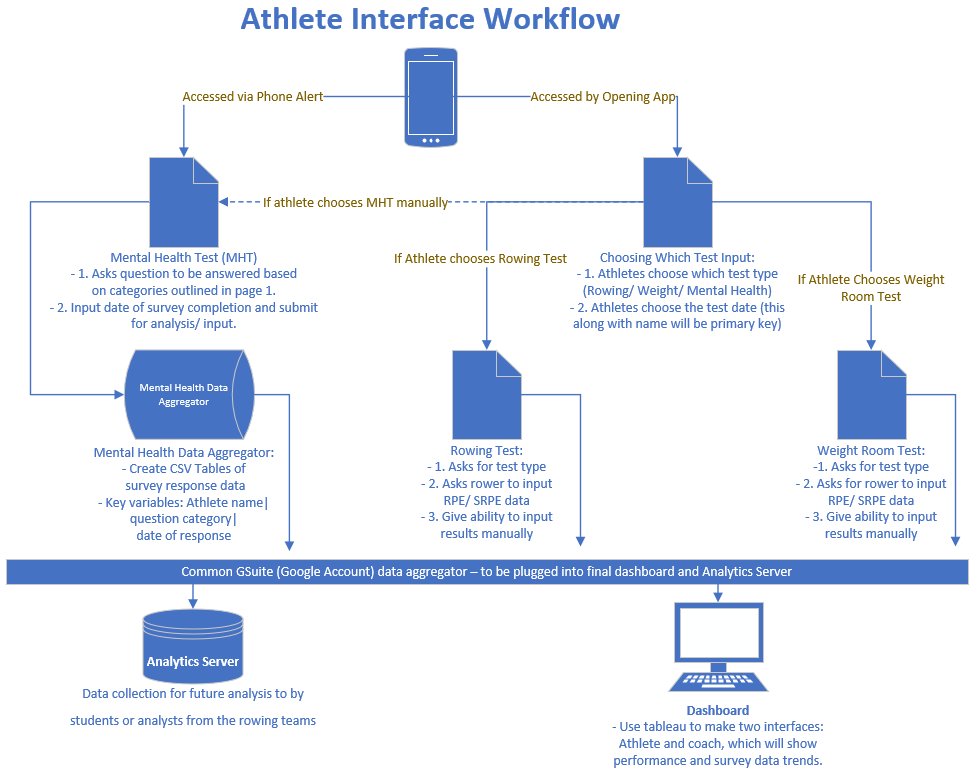 Athlete Interface Workflow
Accessed via Phone Alert
Accessed by Opening App
If athlete chooses MHT manually
Mental Health Test (MHT)
- 1. Asks question to be answered based
on categories outlined in page 1.
- 2. Input date of survey completion and submit
for analysis/ input.
If Athlete chooses Rowing Test
Choosing Which Test Input:
- 1. Athletes choose which test type
(Rowing/ Weight/ Mental Health)
- 2. Athletes choose the test date (this
along with name will be primary key)
If Athlete Chooses Weight
Room Test
Mental Health Data
Aggregator
Mental Health Data Aggregator:
- Create CSV Tables of
survey response data
- Key variables: Athlete name|
question category|
date of response
Rowing Test:
- 1. Asks for test type
- 2. Asks rower to input
RPE/ SRPE data
- 3. Give ability to input
results manually
Weight Room Test:
-1. Asks for test type
- 2. Asks for rower to input
RPE/ SRPE data
- 3. Give ability to input
results manually
Common GSuite (Google Account) data aggregator – to be plugged into final dashboard and Analytics Server
Analytics Server
Data collection for future analysis to by
students or analysts from the rowing teams
Dashboard
- Use tableau to make two interfaces:
Athlete and coach, which will show
performance and survey data trends.